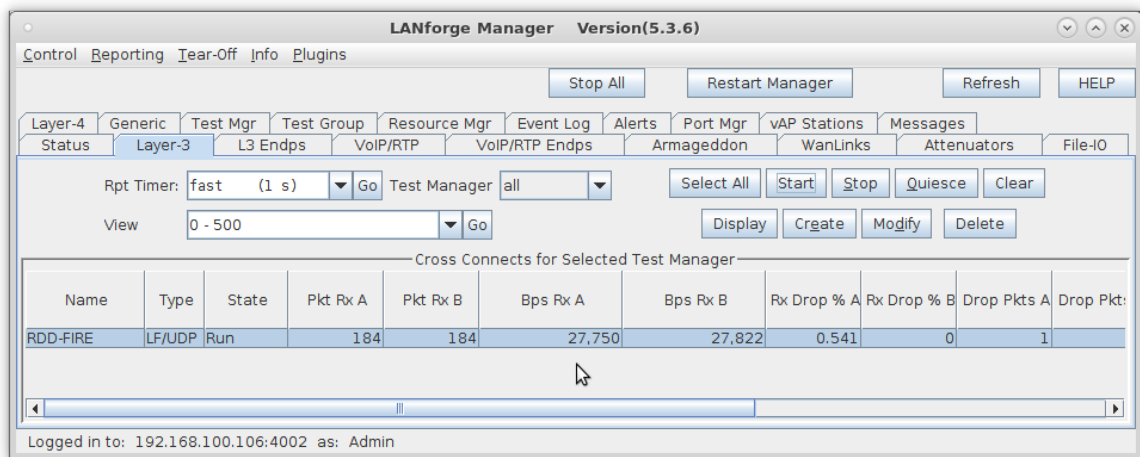 LANforge Manager Version(5.3.6)
Control Reporting Tear-Off Info Plugins
Stop All Restart Manager Refresh HELP
Layer-4 Generic Test Mgr Test Group Resource Mgr Event Log Alerts Port Mgr vAP Stations Messages
Status Layer-3 L3 Endps VoIP/RTP VoIP/RTP Endps Armageddon WanLinks Attenuators File-IO
Rpt Timer: fast (1 s) Go Test Manager all Select All Start Stop Quiesce Clear
View 0 - 500 Go Display Create Modify Delete
Cross Connects for Selected Test Manager
Name Type State Pkt Rx A Pkt Rx B Bps Rx A Bps Rx B Rx Drop % A Rx Drop % B Drop Pkts A Drop Pkts
RDD-FIRE LF/UDP Run 184 184 27,750 27,822 0.541 0 1
Logged in to: 192.168.100.106:4002 as: Admin